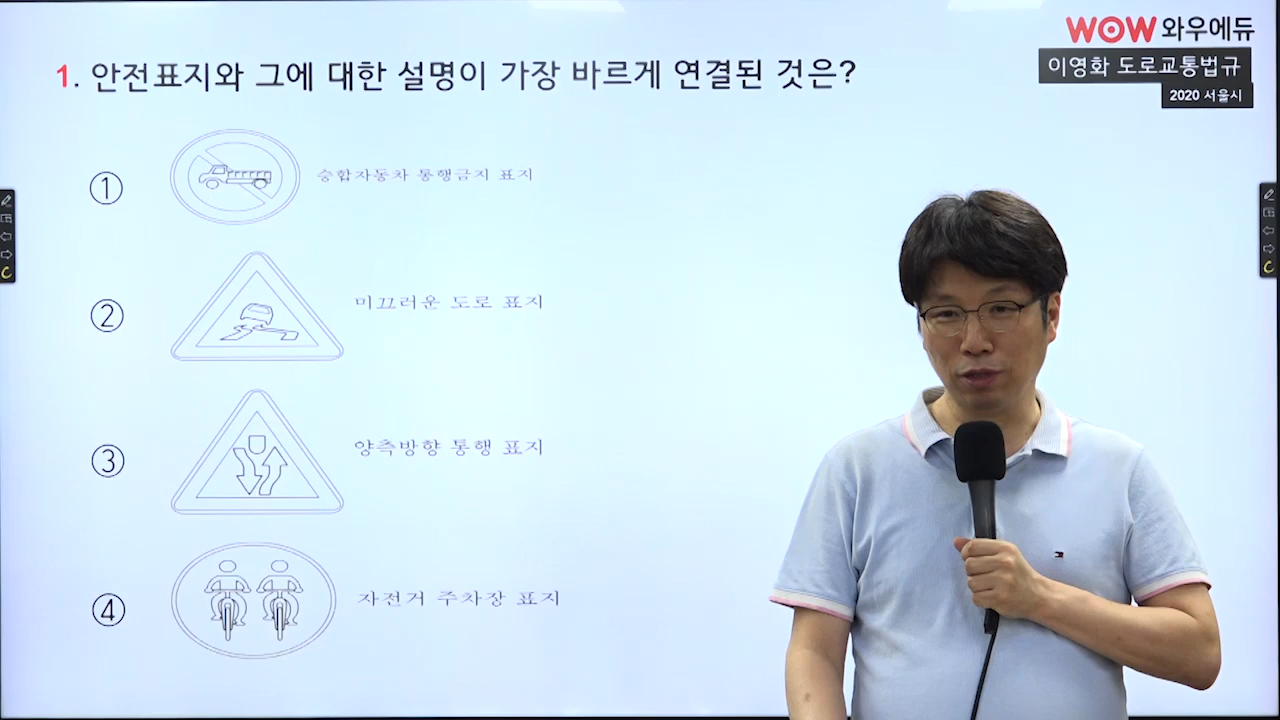 WOW 와우에듀
이영화 도로교통법규
2020 서울시
1. 안전표지와 그에 대한 설명이 가장 바르게 연결된 것은?
① 승합자동차 통행금지 표지
② 미끄러운 도로 표지
③ 양측방향 통행 표지
④ 자전거 주차장 표지